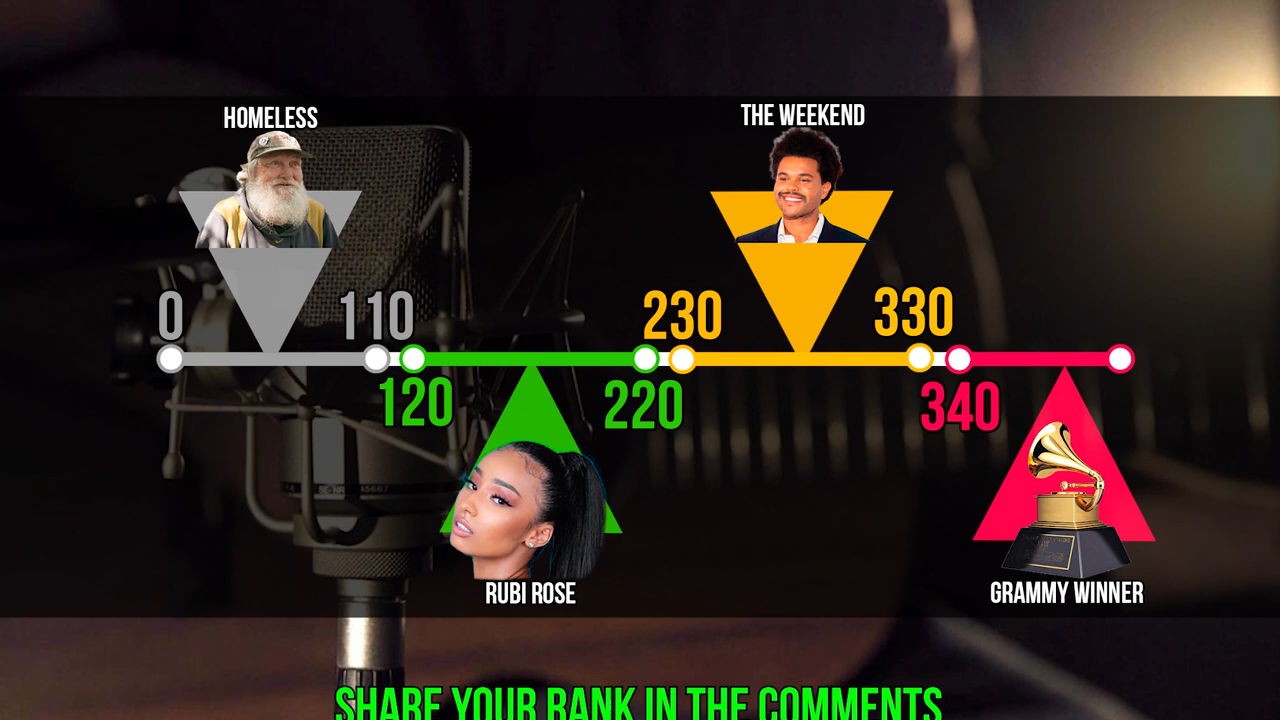 HOMELESS
THE WEEKEND
0
110
230
330
120
220
340
RUBI ROSE
GRAMMY WINNER
SHARE YOUR RANK IN THE COMMENTS